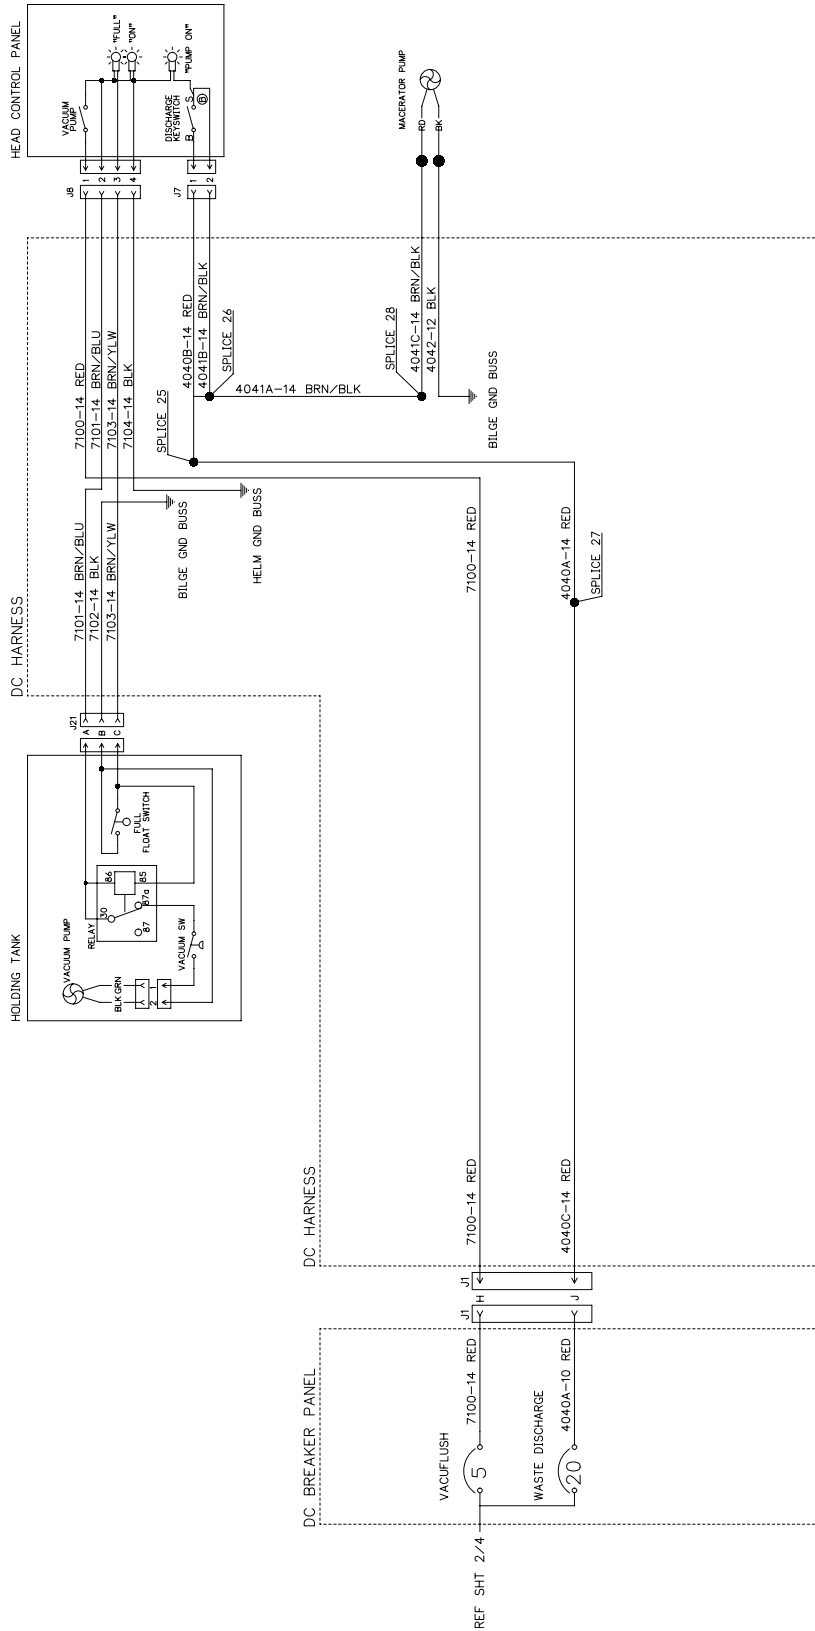 HEAD CONTROL PANEL
VACUUM
PUMP
"FULL"
"ON"
DISCHARGE
KEYSWITCH
"PUMP ON"
B
S
B
J8
1
2
3
4
J7
1
2
MACERATOR PUMP
RD
BK
DC HARNESS
7100-14 RED
7101-14 BRN/BLU
7103-14 BRN/YLW
7104-14 BLK
4040B-14 RED
4041B-14 BRN/BLK
SPLICE 26
SPLICE 25
4041A-14 BRN/BLK
SPLICE 28
4041C-14 BRN/BLK
4042-12 BLK
BILGE GND BUSS
7101-14 BRN/BLU
7102-14 BLK
7103-14 BRN/YLW
BILGE GND BUSS
HELM GND BUSS
7100-14 RED
4040A-14 RED
SPLICE 27
HOLDING TANK
J21
A
B
C
FULL
FLOAT SWITCH
RELAY
86
85
30
87a
87
VACUUM PUMP
VACUUM SW
BLK
GRN
2
1
DC HARNESS
7100-14 RED
4040C-14 RED
J1
J1
H
J
DC BREAKER PANEL
7100-14 RED
4040A-10 RED
VACUFLUSH
5
WASTE DISCHARGE
20
REF SHT 2/4